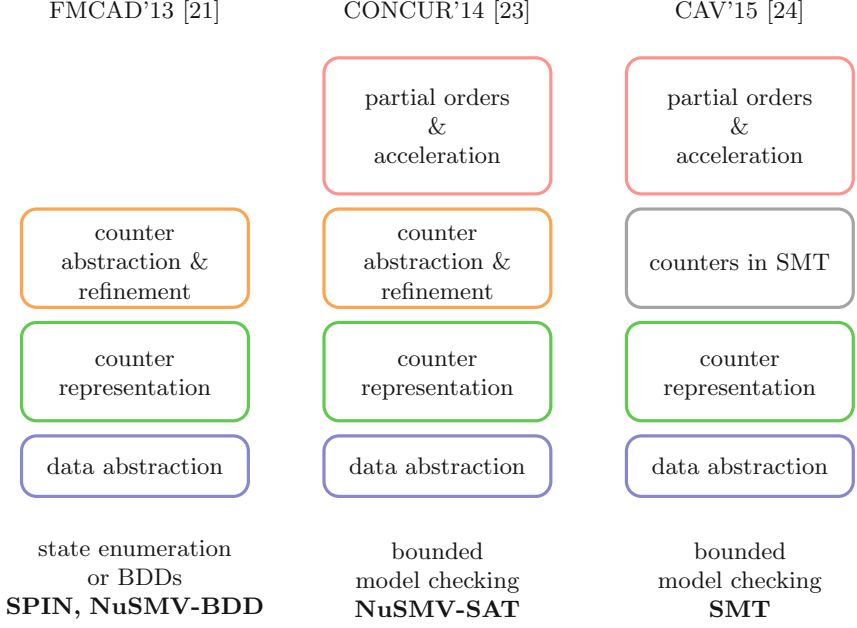 FMCAD’13 [21]
CONCUR’14 [23]
CAV’15 [24]
partial orders
&
acceleration
partial orders
&
acceleration
counter
abstraction &
refinement
counter
abstraction &
refinement
counters in SMT
counter
representation
counter
representation
counter
representation
data abstraction
data abstraction
data abstraction
state enumeration
or BDDs
SPIN, NuSMV-BDD
bounded
model checking
NuSMV-SAT
bounded
model checking
SMT